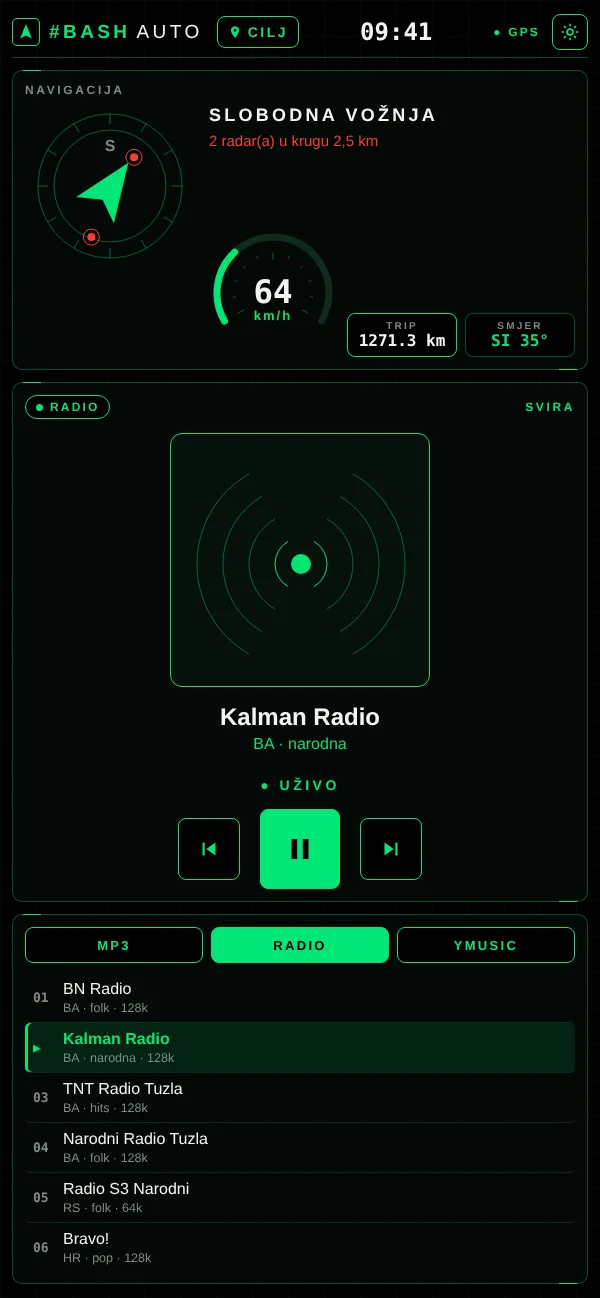 #BASH AUTO
CILJ
09:41
● GPS
NAVIGACIJA
S
SLOBODNA VOŽNJA
2 radar(a) u krugu 2,5 km
64
km/h
TRIP
1271.3 km
SMJER
SI 35°
● RADIO
SVIRA
Kalman Radio
BA · narodna
● UŽIVO
MP3
RADIO
YMUSIC
01
BN Radio
BA · folk · 128k
▶
Kalman Radio
BA · narodna · 128k
03
TNT Radio Tuzla
BA · hits · 128k
04
Narodni Radio Tuzla
BA · folk · 128k
05
Radio S3 Narodni
RS · folk · 64k
06
Bravo!
HR · pop · 128k